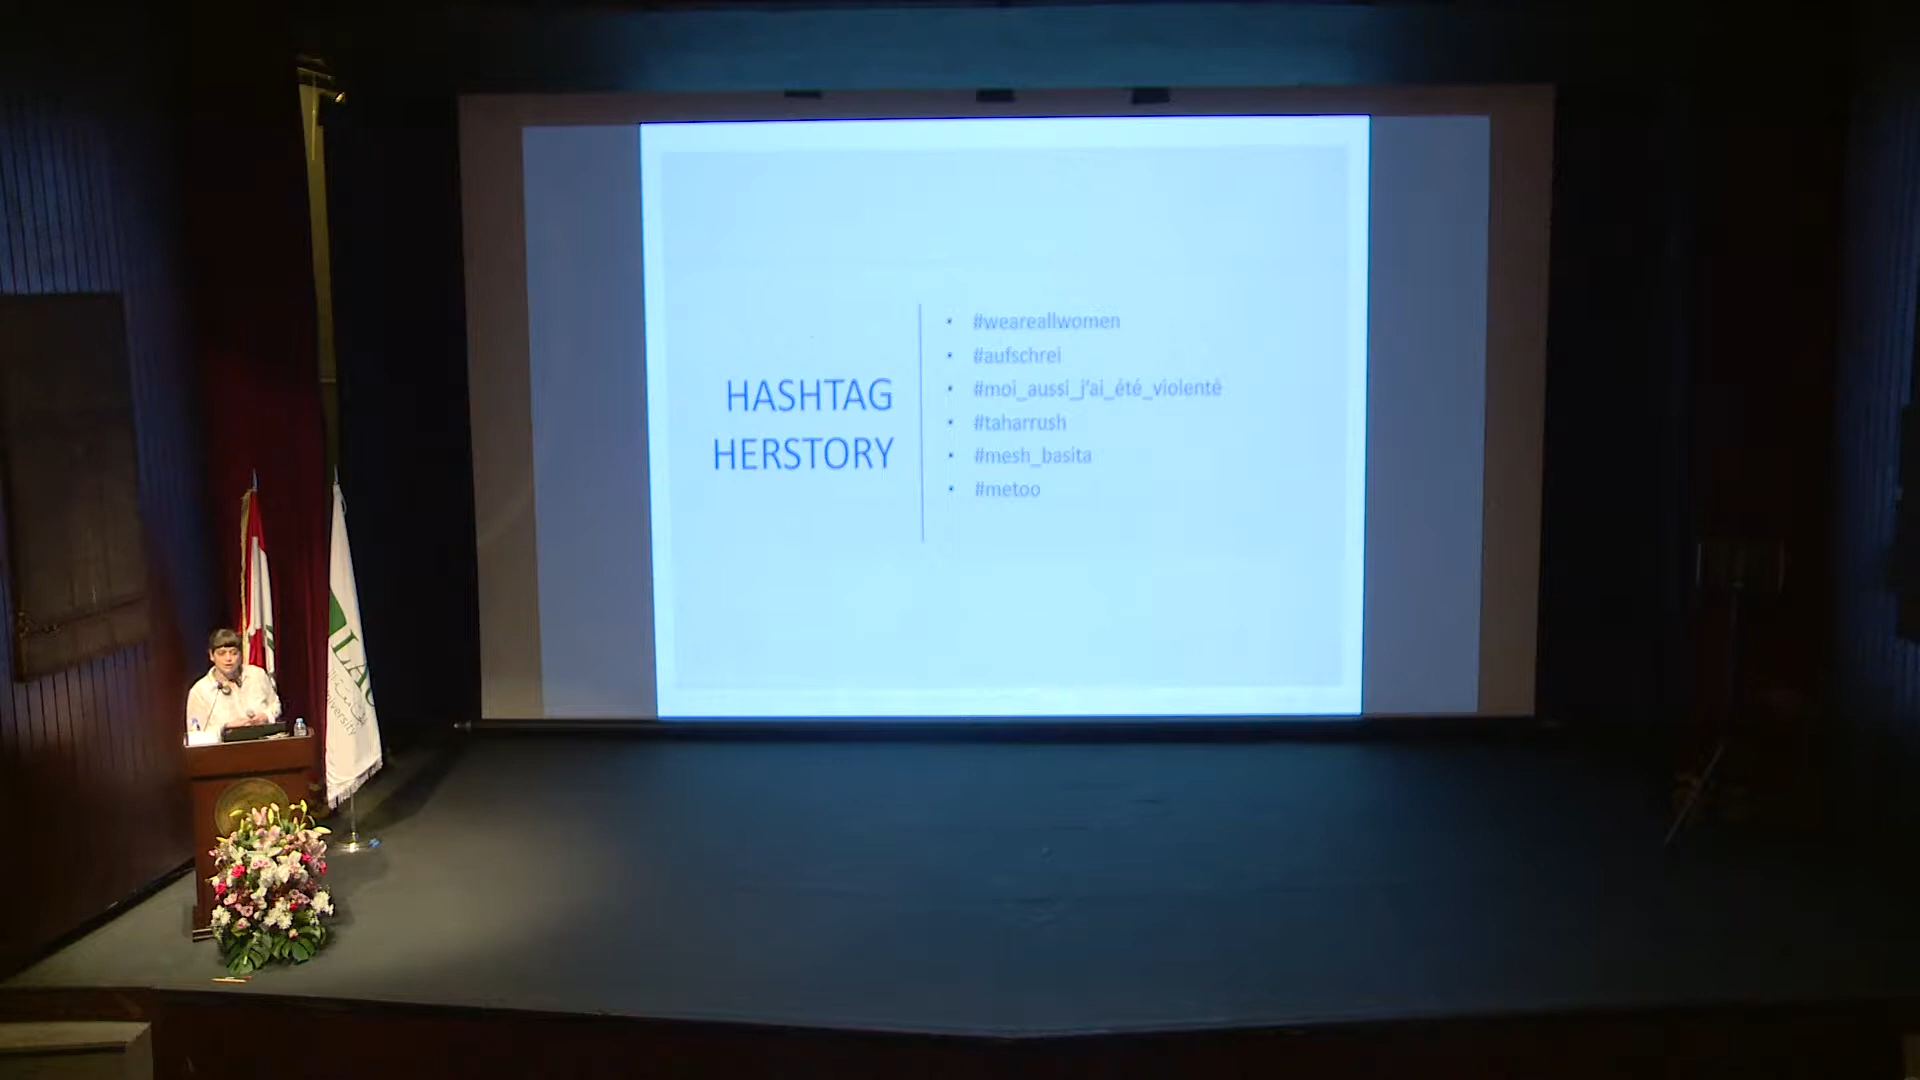 HASHTAG
HERSTORY
• #weareallwomen
• #aufschrei
• #moi_aussi_j'ai_été_violenté
• #taharrush
• #mesh_basita
• #metoo